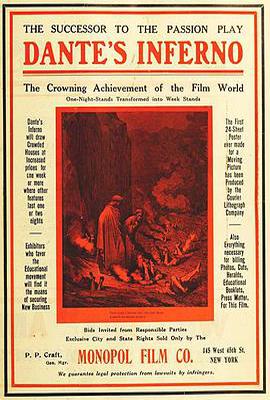 THE SUCCESSOR TO THE PASSION PLAY
DANTE'S INFERNO
The Crowning Achievement of the Film World
One-Night-Stands Transformed into Week Stands
Dante's
Inferno
will draw
Crowded
Houses at
Increased
prices for
one week
or more
where other
features
last one
or two
nights
Exhibitors
who favor
the
Educational
movement
will find it
the means
of securing
New Business
The First
24-Sheet
Poster
ever made
for a
Moving
Picture
has been
Produced
by the
Courier
Lithograph
Company
Also
Everything
necessary
for billing
Photos, Cuts,
Heralds,
Educational
Booklets,
Press Matter,
For This Film.
Bids Invited from Responsible Parties
Exclusive City and State Rights Sold Only by The
P. P. Craft,
Gen. Mgr.
MONOPOL FILM CO.
145 West 45th St.
NEW YORK
We guarantee legal protection from lawsuits by infringers.